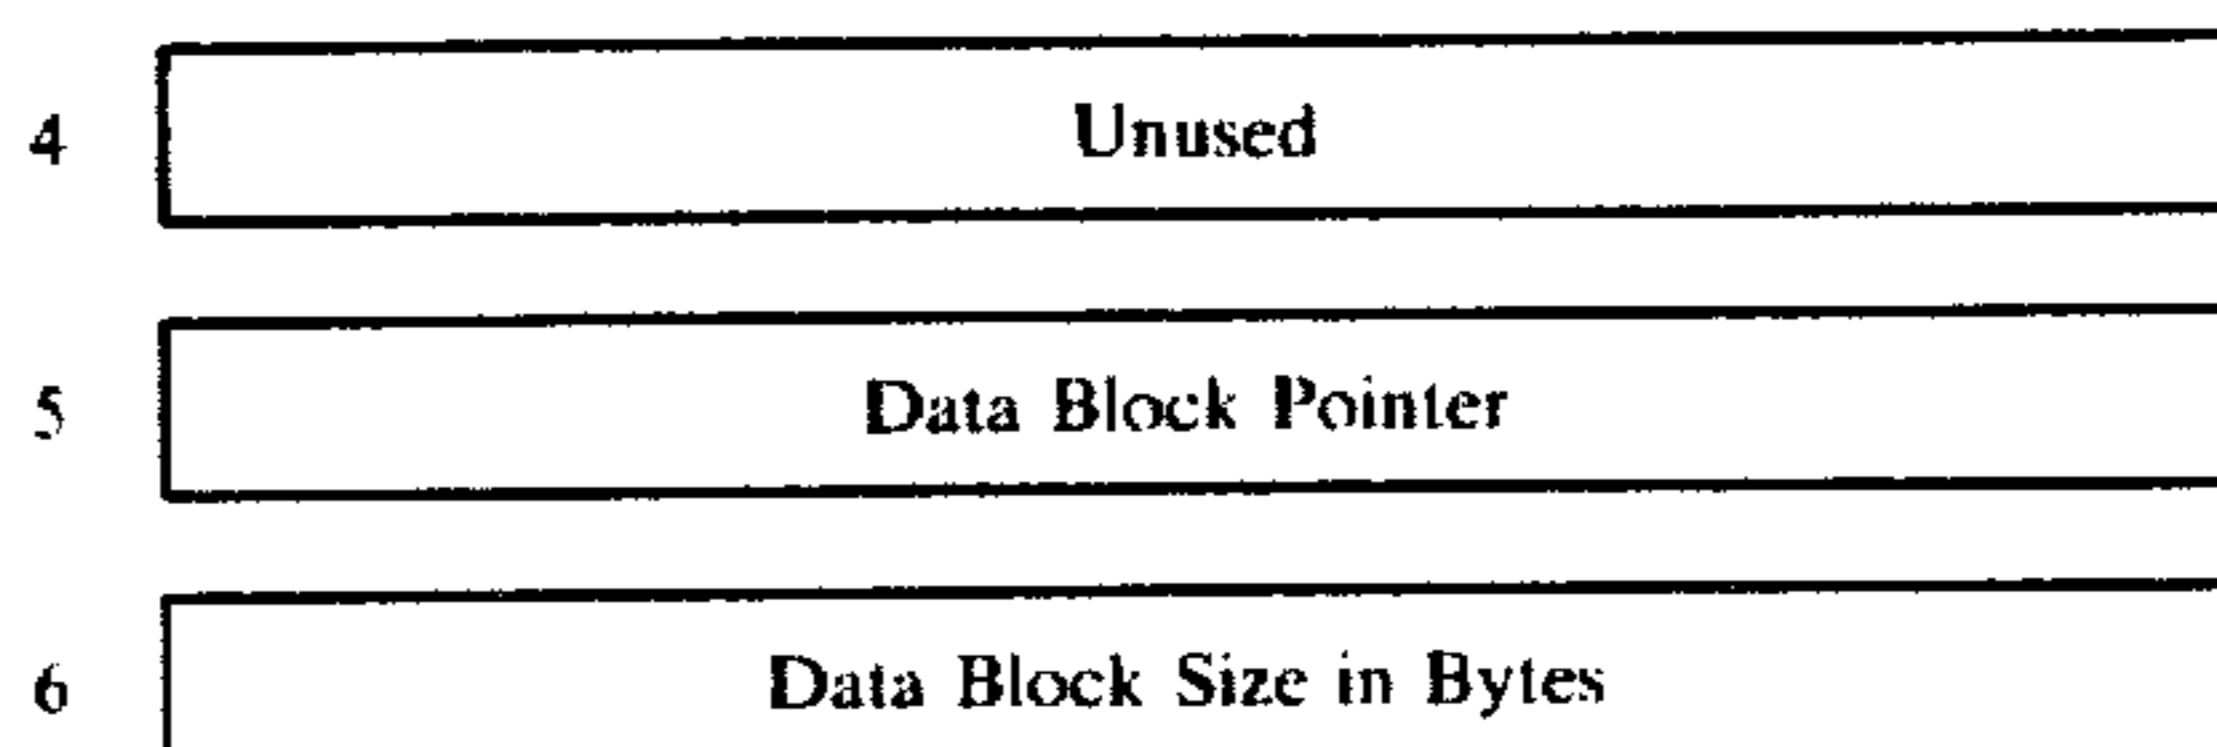 4 Unused
5 Data Block Pointer
6 Data Block Size in Bytes